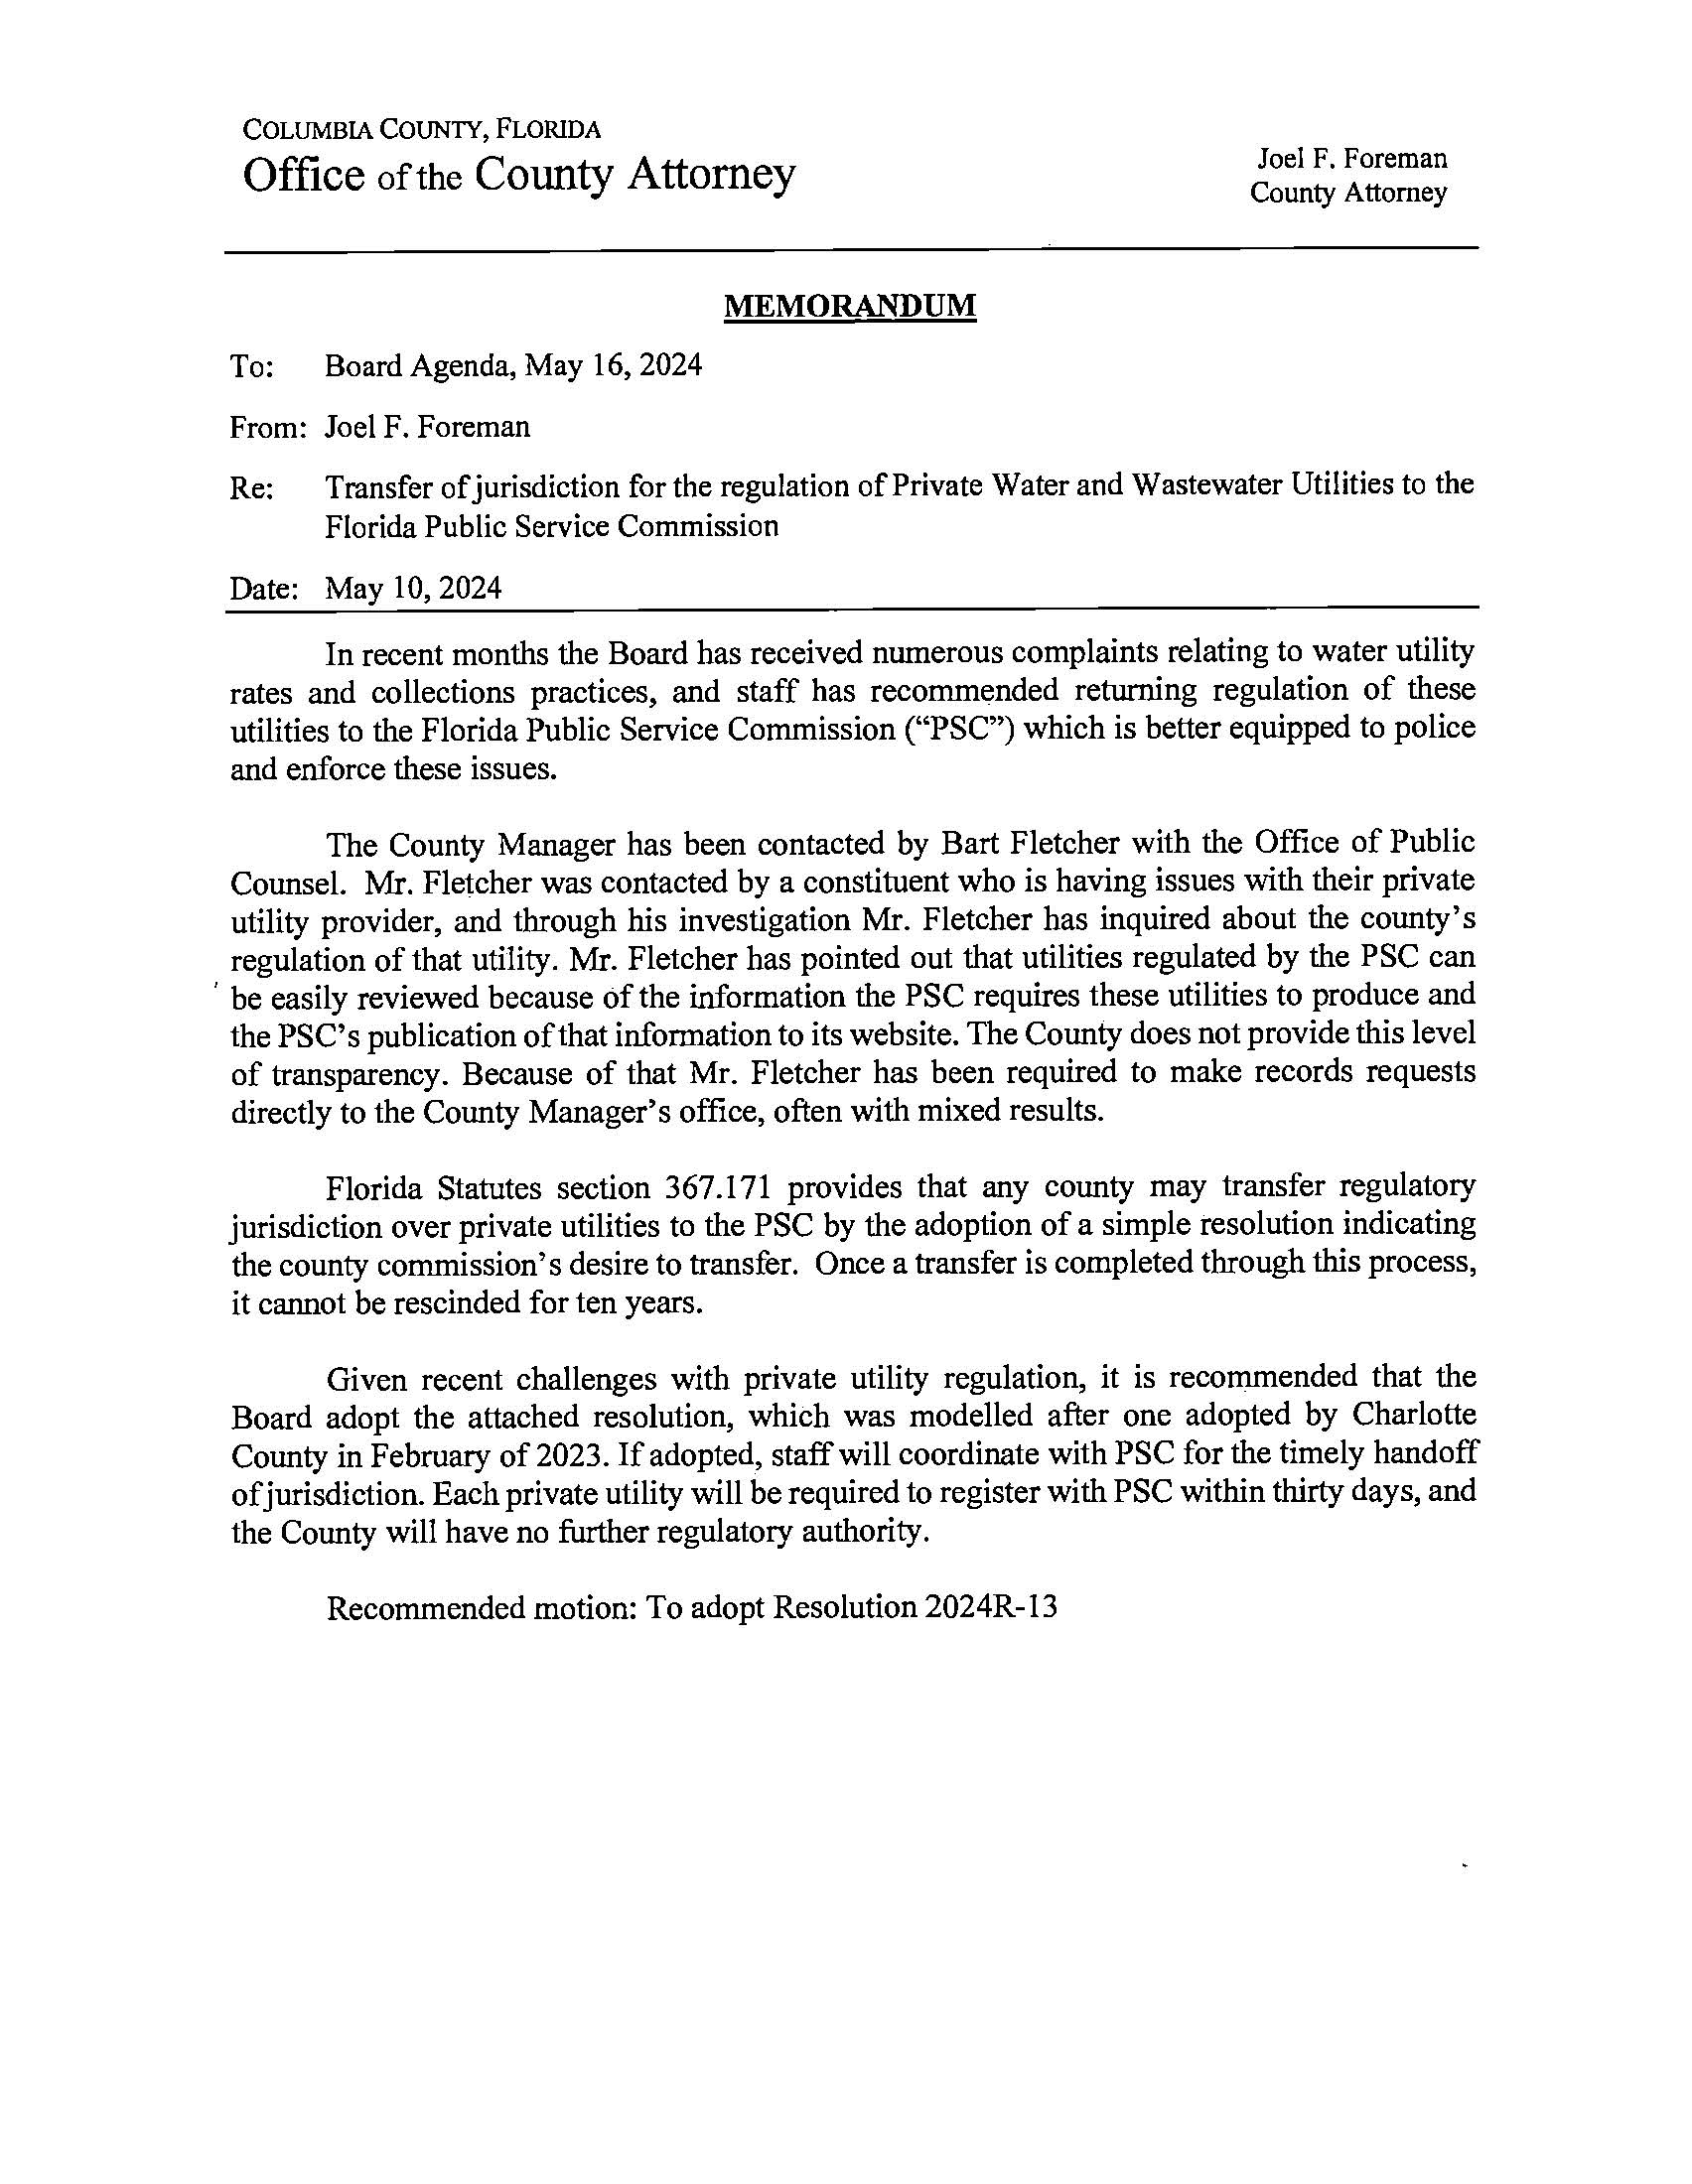 COLUMBIA COUNTY, FLORIDA
Office of the County Attorney
Joel F. Foreman
County Attorney
MEMORANDUM
To: Board Agenda, May 16, 2024
From: Joel F. Foreman
Re: Transfer of jurisdiction for the regulation of Private Water and Wastewater Utilities to the
Florida Public Service Commission
Date: May 10, 2024
In recent months the Board has received numerous complaints relating to water utility
rates and collections practices, and staff has recommended returning regulation of these
utilities to the Florida Public Service Commission (“PSC”) which is better equipped to police
and enforce these issues.
The County Manager has been contacted by Bart Fletcher with the Office of Public
Counsel. Mr. Fletcher was contacted by a constituent who is having issues with their private
utility provider, and through his investigation Mr. Fletcher has inquired about the county’s
regulation of that utility. Mr. Fletcher has pointed out that utilities regulated by the PSC can
be easily reviewed because of the information the PSC requires these utilities to produce and
the PSC’s publication of that information to its website. The County does not provide this level
of transparency. Because of that Mr. Fletcher has been required to make records requests
directly to the County Manager’s office, often with mixed results.
Florida Statutes section 367.171 provides that any county may transfer regulatory
jurisdiction over private utilities to the PSC by the adoption of a simple resolution indicating
the county commission’s desire to transfer. Once a transfer is completed through this process,
it cannot be rescinded for ten years.
Given recent challenges with private utility regulation, it is recommended that the
Board adopt the attached resolution, which was modelled after one adopted by Charlotte
County in February of 2023. If adopted, staff will coordinate with PSC for the timely handoff
of jurisdiction. Each private utility will be required to register with PSC within thirty days, and
the County will have no further regulatory authority.
Recommended motion: To adopt Resolution 2024R-13